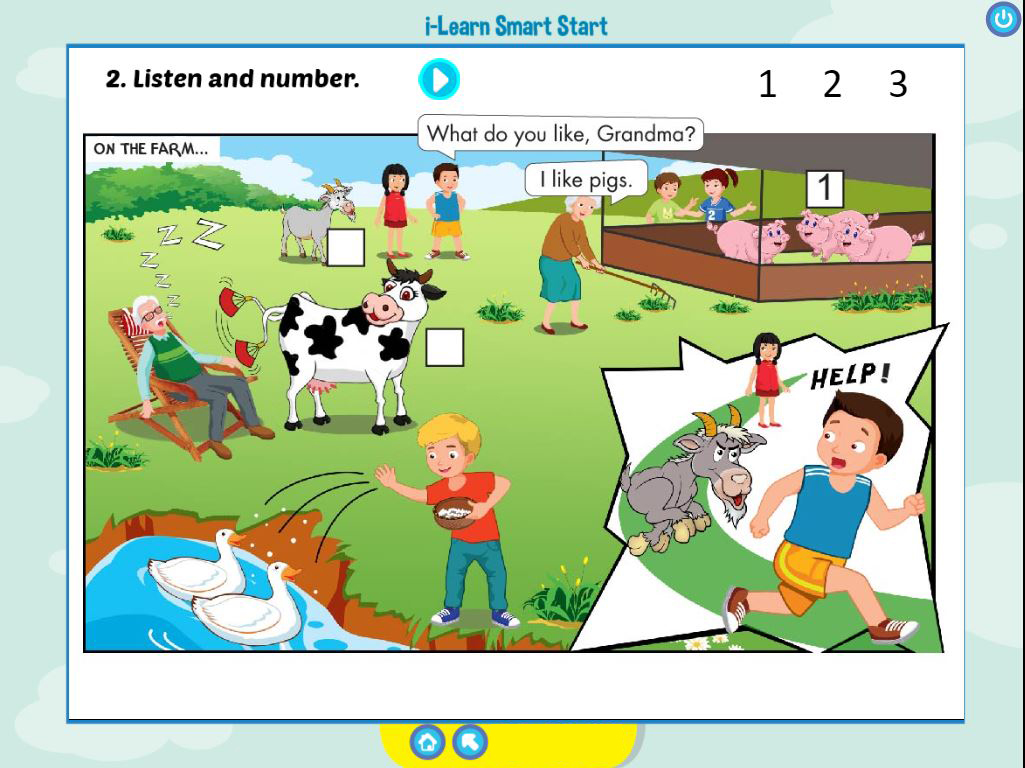 i-Learn Smart Start
2. Listen and number.
1 2 3
What do you like, Grandma?
ON THE FARM...
I like pigs.
1
M
2
Z Z
Z
Z
Z
Z
HELP!